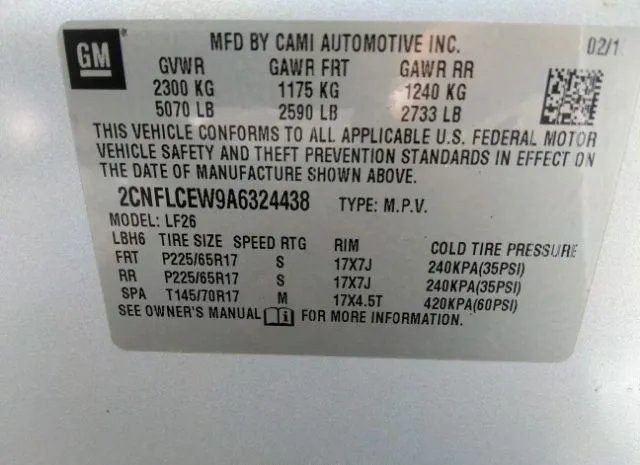 GM
MFD BY CAMI AUTOMOTIVE INC. 02/1
GVWR GAWR FRT GAWR RR
2300 KG 1175 KG 1240 KG
5070 LB 2590 LB 2733 LB
THIS VEHICLE CONFORMS TO ALL APPLICABLE U.S. FEDERAL MOTOR
VEHICLE SAFETY AND THEFT PREVENTION STANDARDS IN EFFECT ON
THE DATE OF MANUFACTURE SHOWN ABOVE.
2CNFLCEW9A6324438 TYPE: M.P.V.
MODEL: LF26
LBH6 TIRE SIZE SPEED RTG RIM COLD TIRE PRESSURE
FRT P225/65R17 S 17X7J 240KPA(35PSI)
RR P225/65R17 S 17X7J 240KPA(35PSI)
SPA T145/70R17 M 17X4.5T 420KPA(60PSI)
SEE OWNER'S MANUAL FOR MORE INFORMATION.